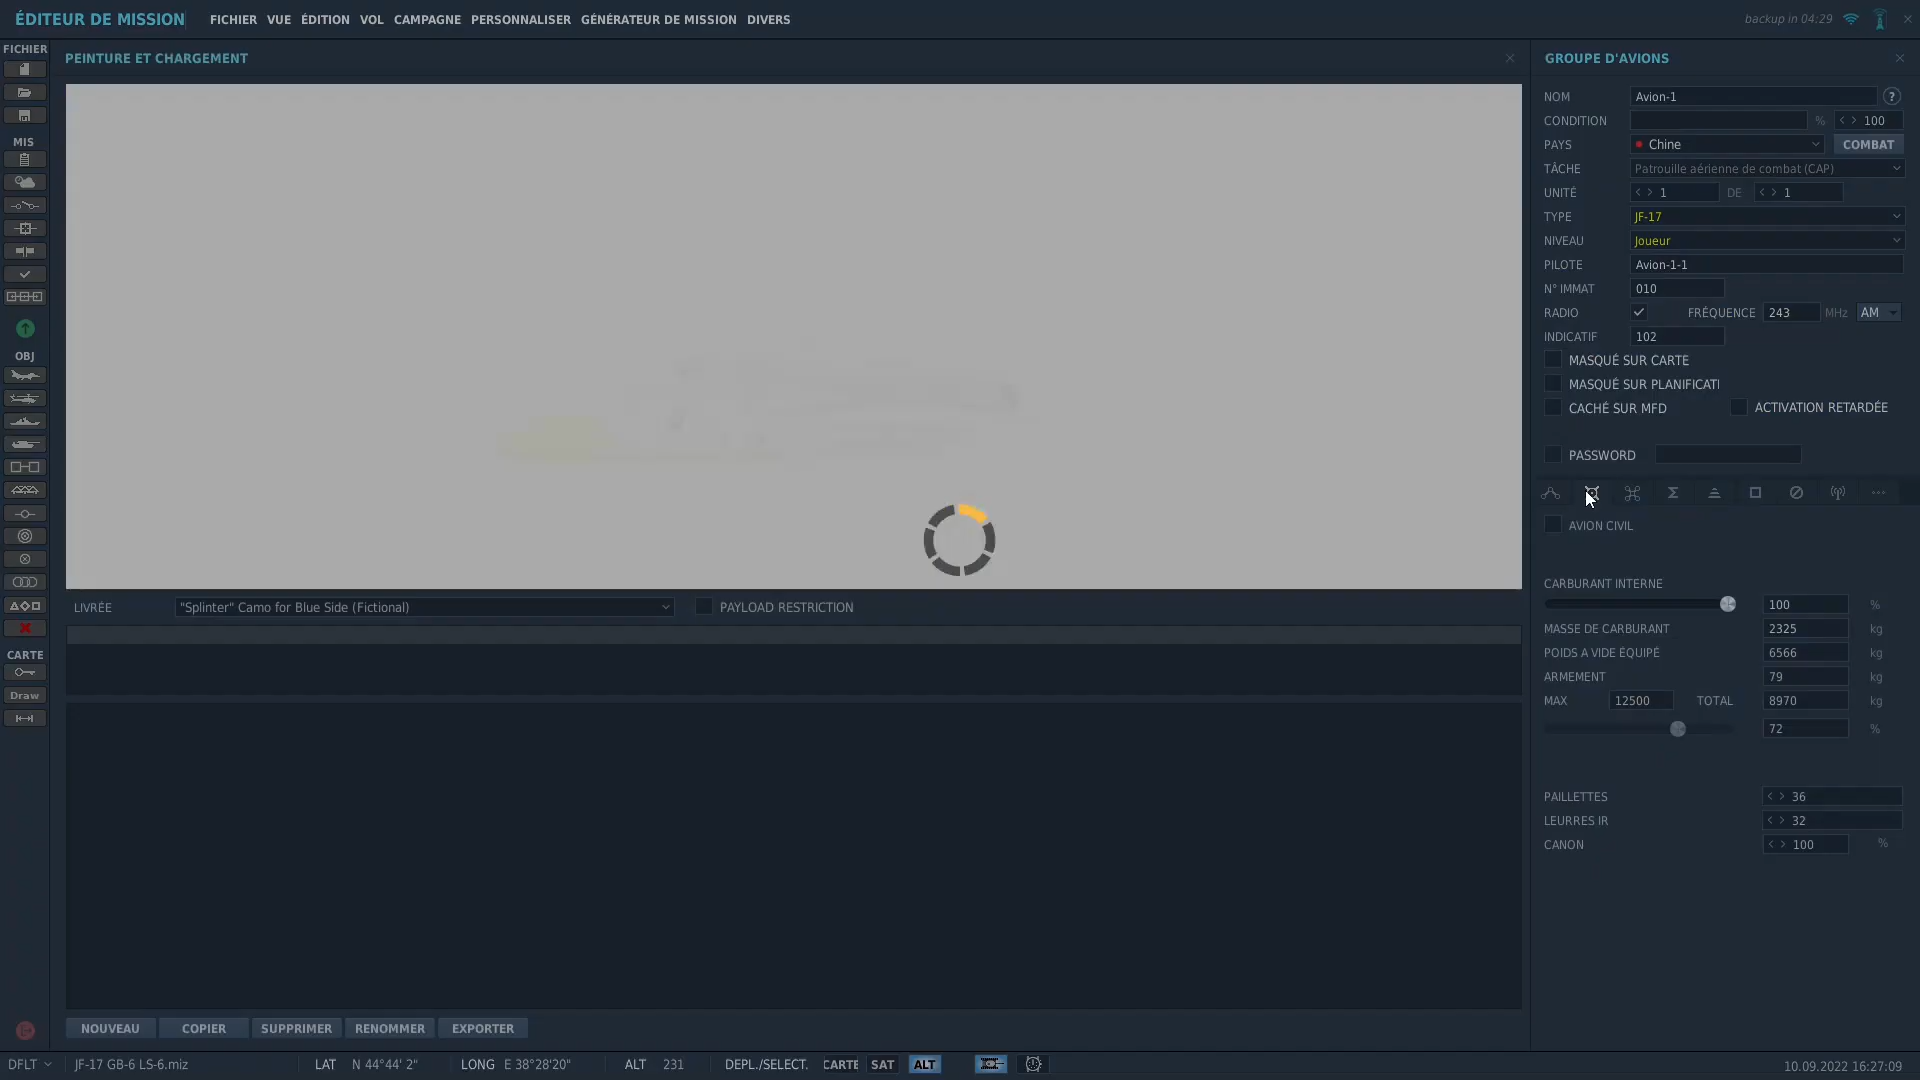 ÉDITEUR DE MISSION
FICHIER VUE ÉDITION VOL CAMPAGNE PERSONNALISER GÉNÉRATEUR DE MISSION DIVERS
backup in 04:29
FICHIER
MIS
OBJ
CARTE
Draw
PEINTURE ET CHARGEMENT
LIVRÉE "Splinter" Camo for Blue Side (Fictional) PAYLOAD RESTRICTION
NOUVEAU COPIER SUPPRIMER RENOMMER EXPORTER
GROUPE D'AVIONS
NOM Avion-1 ?
CONDITION % < > 100
PAYS Chine COMBAT
TÂCHE Patrouille aérienne de combat (CAP)
UNITÉ < > 1 DE < > 1
TYPE JF-17
NIVEAU Joueur
PILOTE Avion-1-1
N° IMMAT 010
RADIO FRÉQUENCE 243 MHz AM
INDICATIF 102
MASQUÉ SUR CARTE
MASQUÉ SUR PLANIFICATI
CACHÉ SUR MFD ACTIVATION RETARDÉE
PASSWORD
AVION CIVIL
CARBURANT INTERNE
100 %
MASSE DE CARBURANT 2325 kg
POIDS A VIDE ÉQUIPÉ 6566 kg
ARMEMENT 79 kg
MAX 12500 TOTAL 8970 kg
72 %
PAILLETTES < > 36
LEURRES IR < > 32
CANON < > 100 %
DFLT JF-17 GB-6 LS-6.miz LAT N 44°44' 2" LONG E 38°28'20" ALT 231 DEPL./SELECT. CARTE SAT ALT 10.09.2022 16:27:09